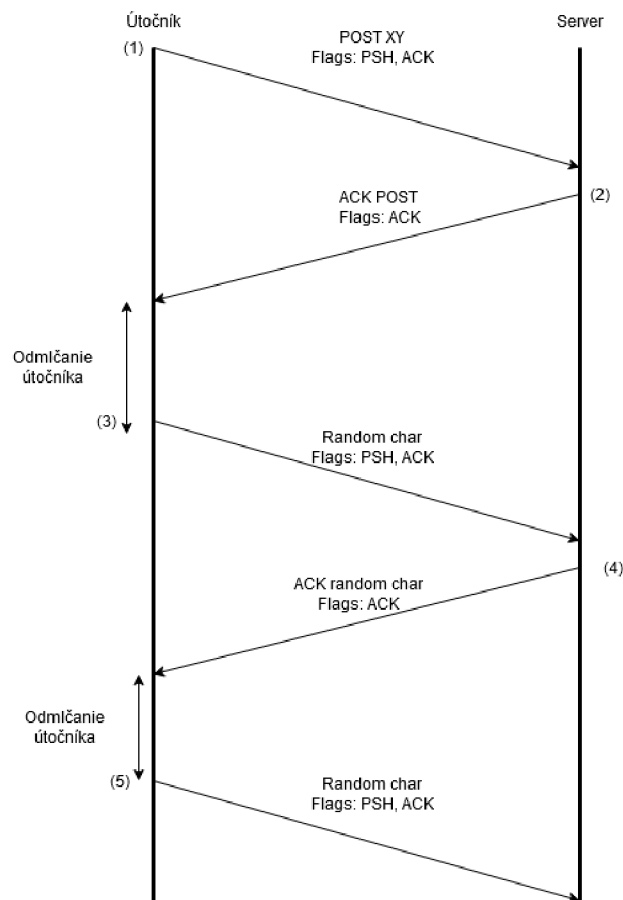 Útočník
Server
(1)
POST XY
Flags: PSH, ACK
ACK POST
Flags: ACK
(2)
Odmlčanie
útočníka
(3)
Random char
Flags: PSH, ACK
ACK random char
Flags: ACK
(4)
Odmlčanie
útočníka
(5)
Random char
Flags: PSH, ACK